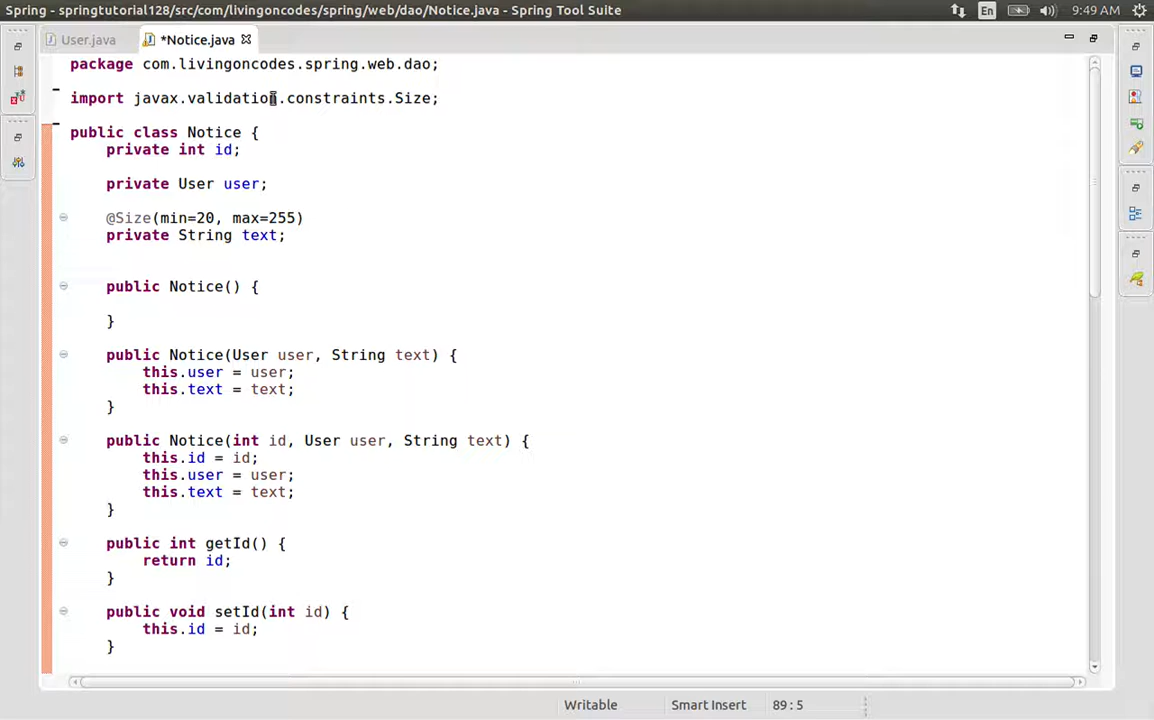 Spring - springtutorial128/src/com/livingoncodes/spring/web/dao/Notice.java - Spring Tool Suite
En
9:49 AM
User.java
*Notice.java
package com.livingoncodes.spring.web.dao;
import javax.validation.constraints.Size;
public class Notice {
private int id;
private User user;
@Size(min=20, max=255)
private String text;
public Notice() {
}
public Notice(User user, String text) {
this.user = user;
this.text = text;
}
public Notice(int id, User user, String text) {
this.id = id;
this.user = user;
this.text = text;
}
public int getId() {
return id;
}
public void setId(int id) {
this.id = id;
}
Writable
Smart Insert
89 : 5